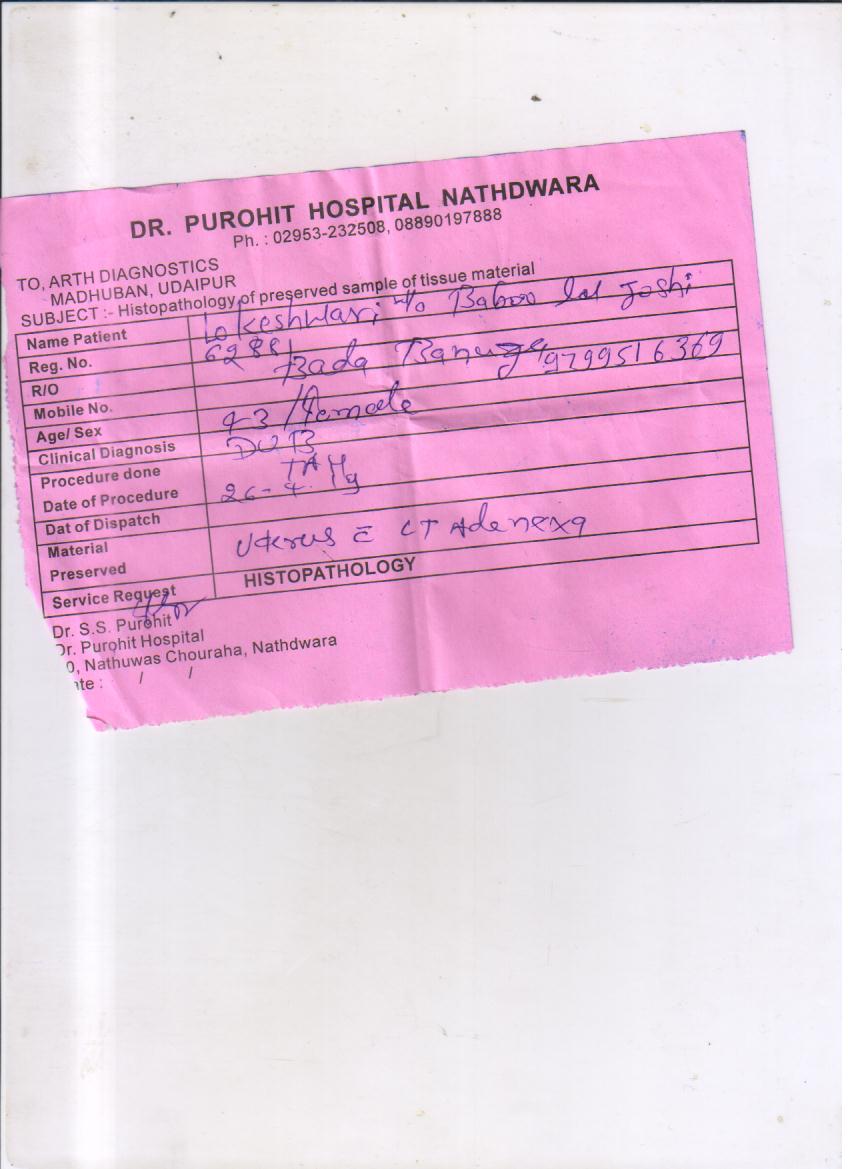 DR. PUROHIT HOSPITAL NATHDWARA
Ph. : 02953-232508, 08890197888
TO, ARTH DIAGNOSTICS
MADHUBAN, UDAIPUR
SUBJECT :- Histopathology of preserved sample of tissue material
Name Patient Lokeshwari w/o Baboo lal Joshi
Reg. No. 6288
R/O Bada
Mobile No. 9799516369
Age/ Sex 43 /Female
Clinical Diagnosis DUB
Procedure done TAH
Date of Procedure 26-4-
Dat of Dispatch
Material
Preserved Uterus c̄ LT Adenexa
Service Request HISTOPATHOLOGY
Dr. S.S. Purohit
Dr. Purohit Hospital
0, Nathuwas Chouraha, Nathdwara
ate : / /